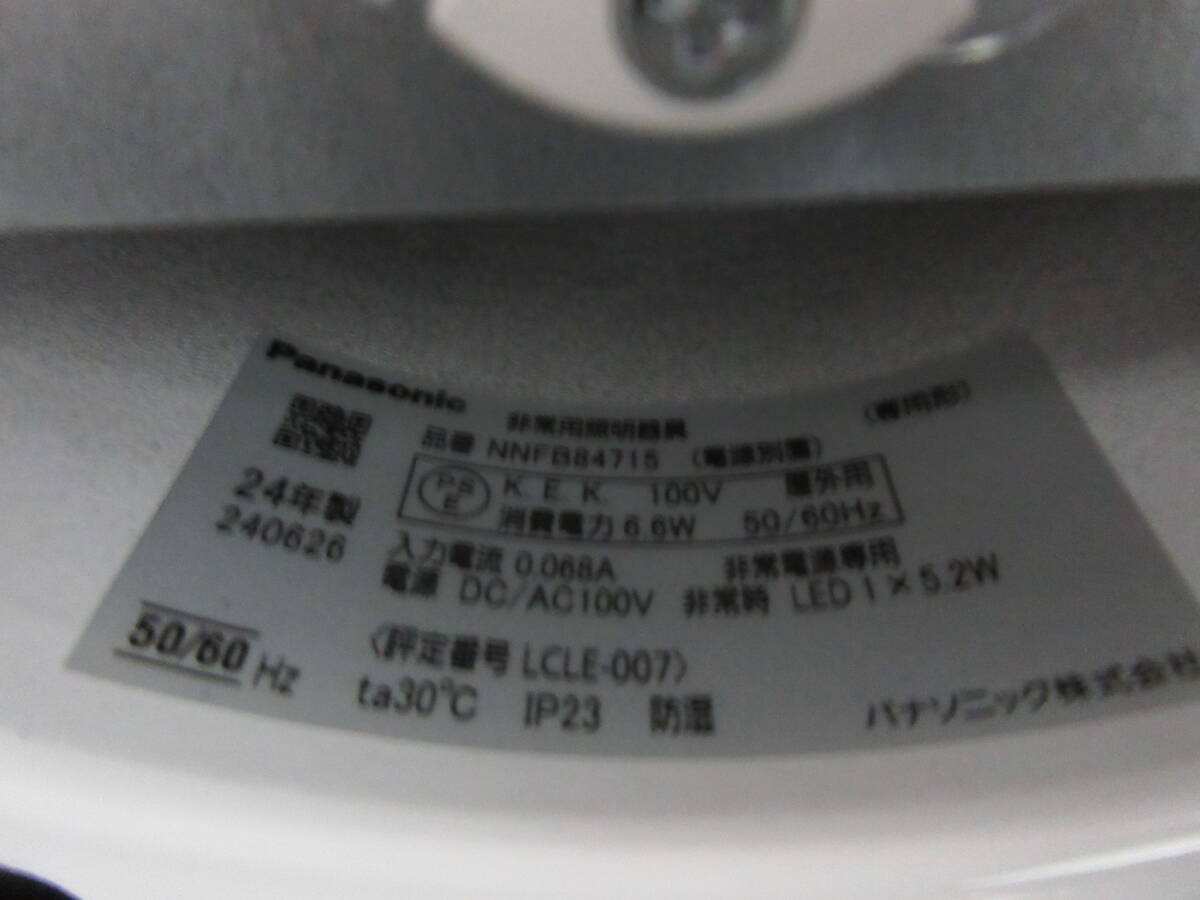 Panasonic
非常用照明器具 〈専用形〉
品番 NNFB84715 (電源別置)
24年製
240626
PSE K. E. K. 100V 屋外用
消費電力 6.6W 50/60Hz
入力電流 0.068A 非常電源専用
電源 DC/AC100V 非常時 LED 1×5.2W
〈評定番号 LCLE-007〉
50/60 Hz
ta30℃ IP23 防湿
パナソニック株式会社